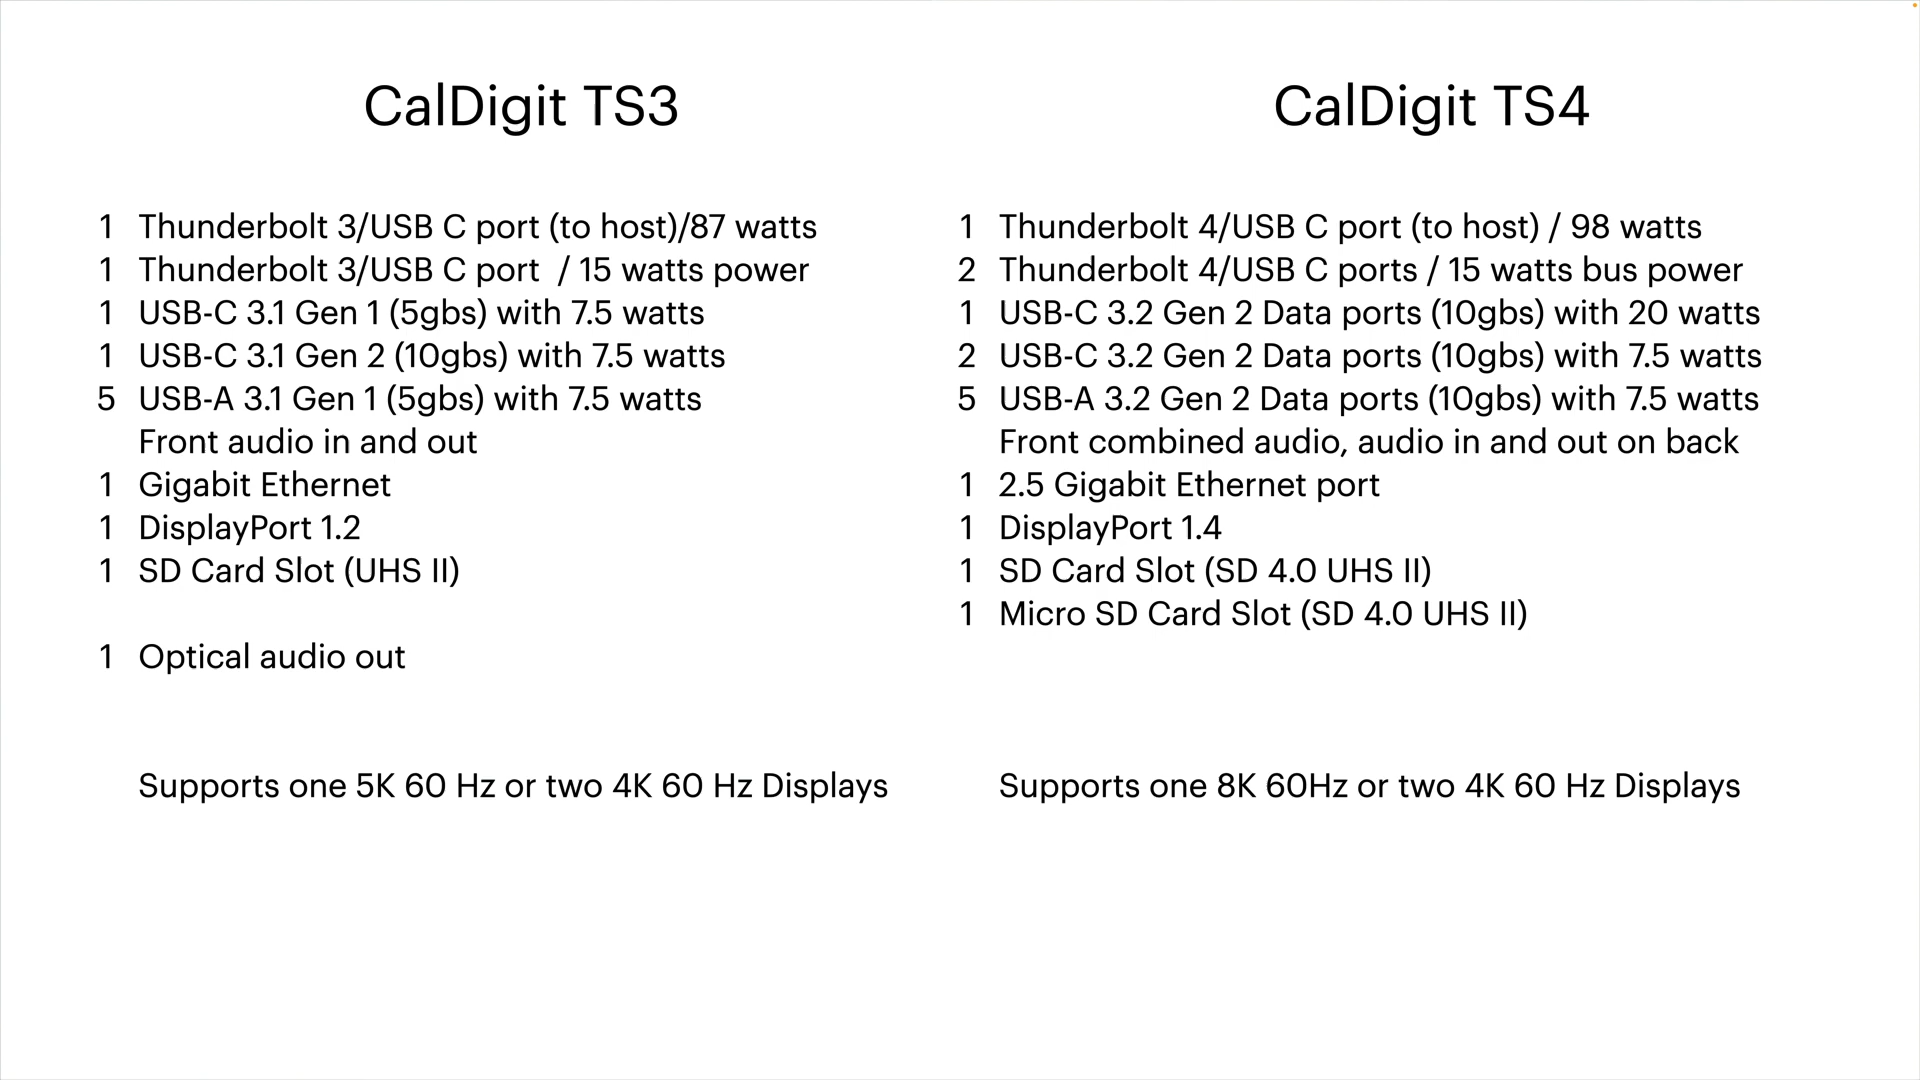 CalDigit TS3
1 Thunderbolt 3/USB C port (to host)/87 watts
1 Thunderbolt 3/USB C port / 15 watts power
1 USB-C 3.1 Gen 1 (5gbs) with 7.5 watts
1 USB-C 3.1 Gen 2 (10gbs) with 7.5 watts
5 USB-A 3.1 Gen 1 (5gbs) with 7.5 watts
Front audio in and out
1 Gigabit Ethernet
1 DisplayPort 1.2
1 SD Card Slot (UHS II)
1 Optical audio out
Supports one 5K 60 Hz or two 4K 60 Hz Displays
CalDigit TS4
1 Thunderbolt 4/USB C port (to host) / 98 watts
2 Thunderbolt 4/USB C ports / 15 watts bus power
1 USB-C 3.2 Gen 2 Data ports (10gbs) with 20 watts
2 USB-C 3.2 Gen 2 Data ports (10gbs) with 7.5 watts
5 USB-A 3.2 Gen 2 Data ports (10gbs) with 7.5 watts
Front combined audio, audio in and out on back
1 2.5 Gigabit Ethernet port
1 DisplayPort 1.4
1 SD Card Slot (SD 4.0 UHS II)
1 Micro SD Card Slot (SD 4.0 UHS II)
Supports one 8K 60Hz or two 4K 60 Hz Displays